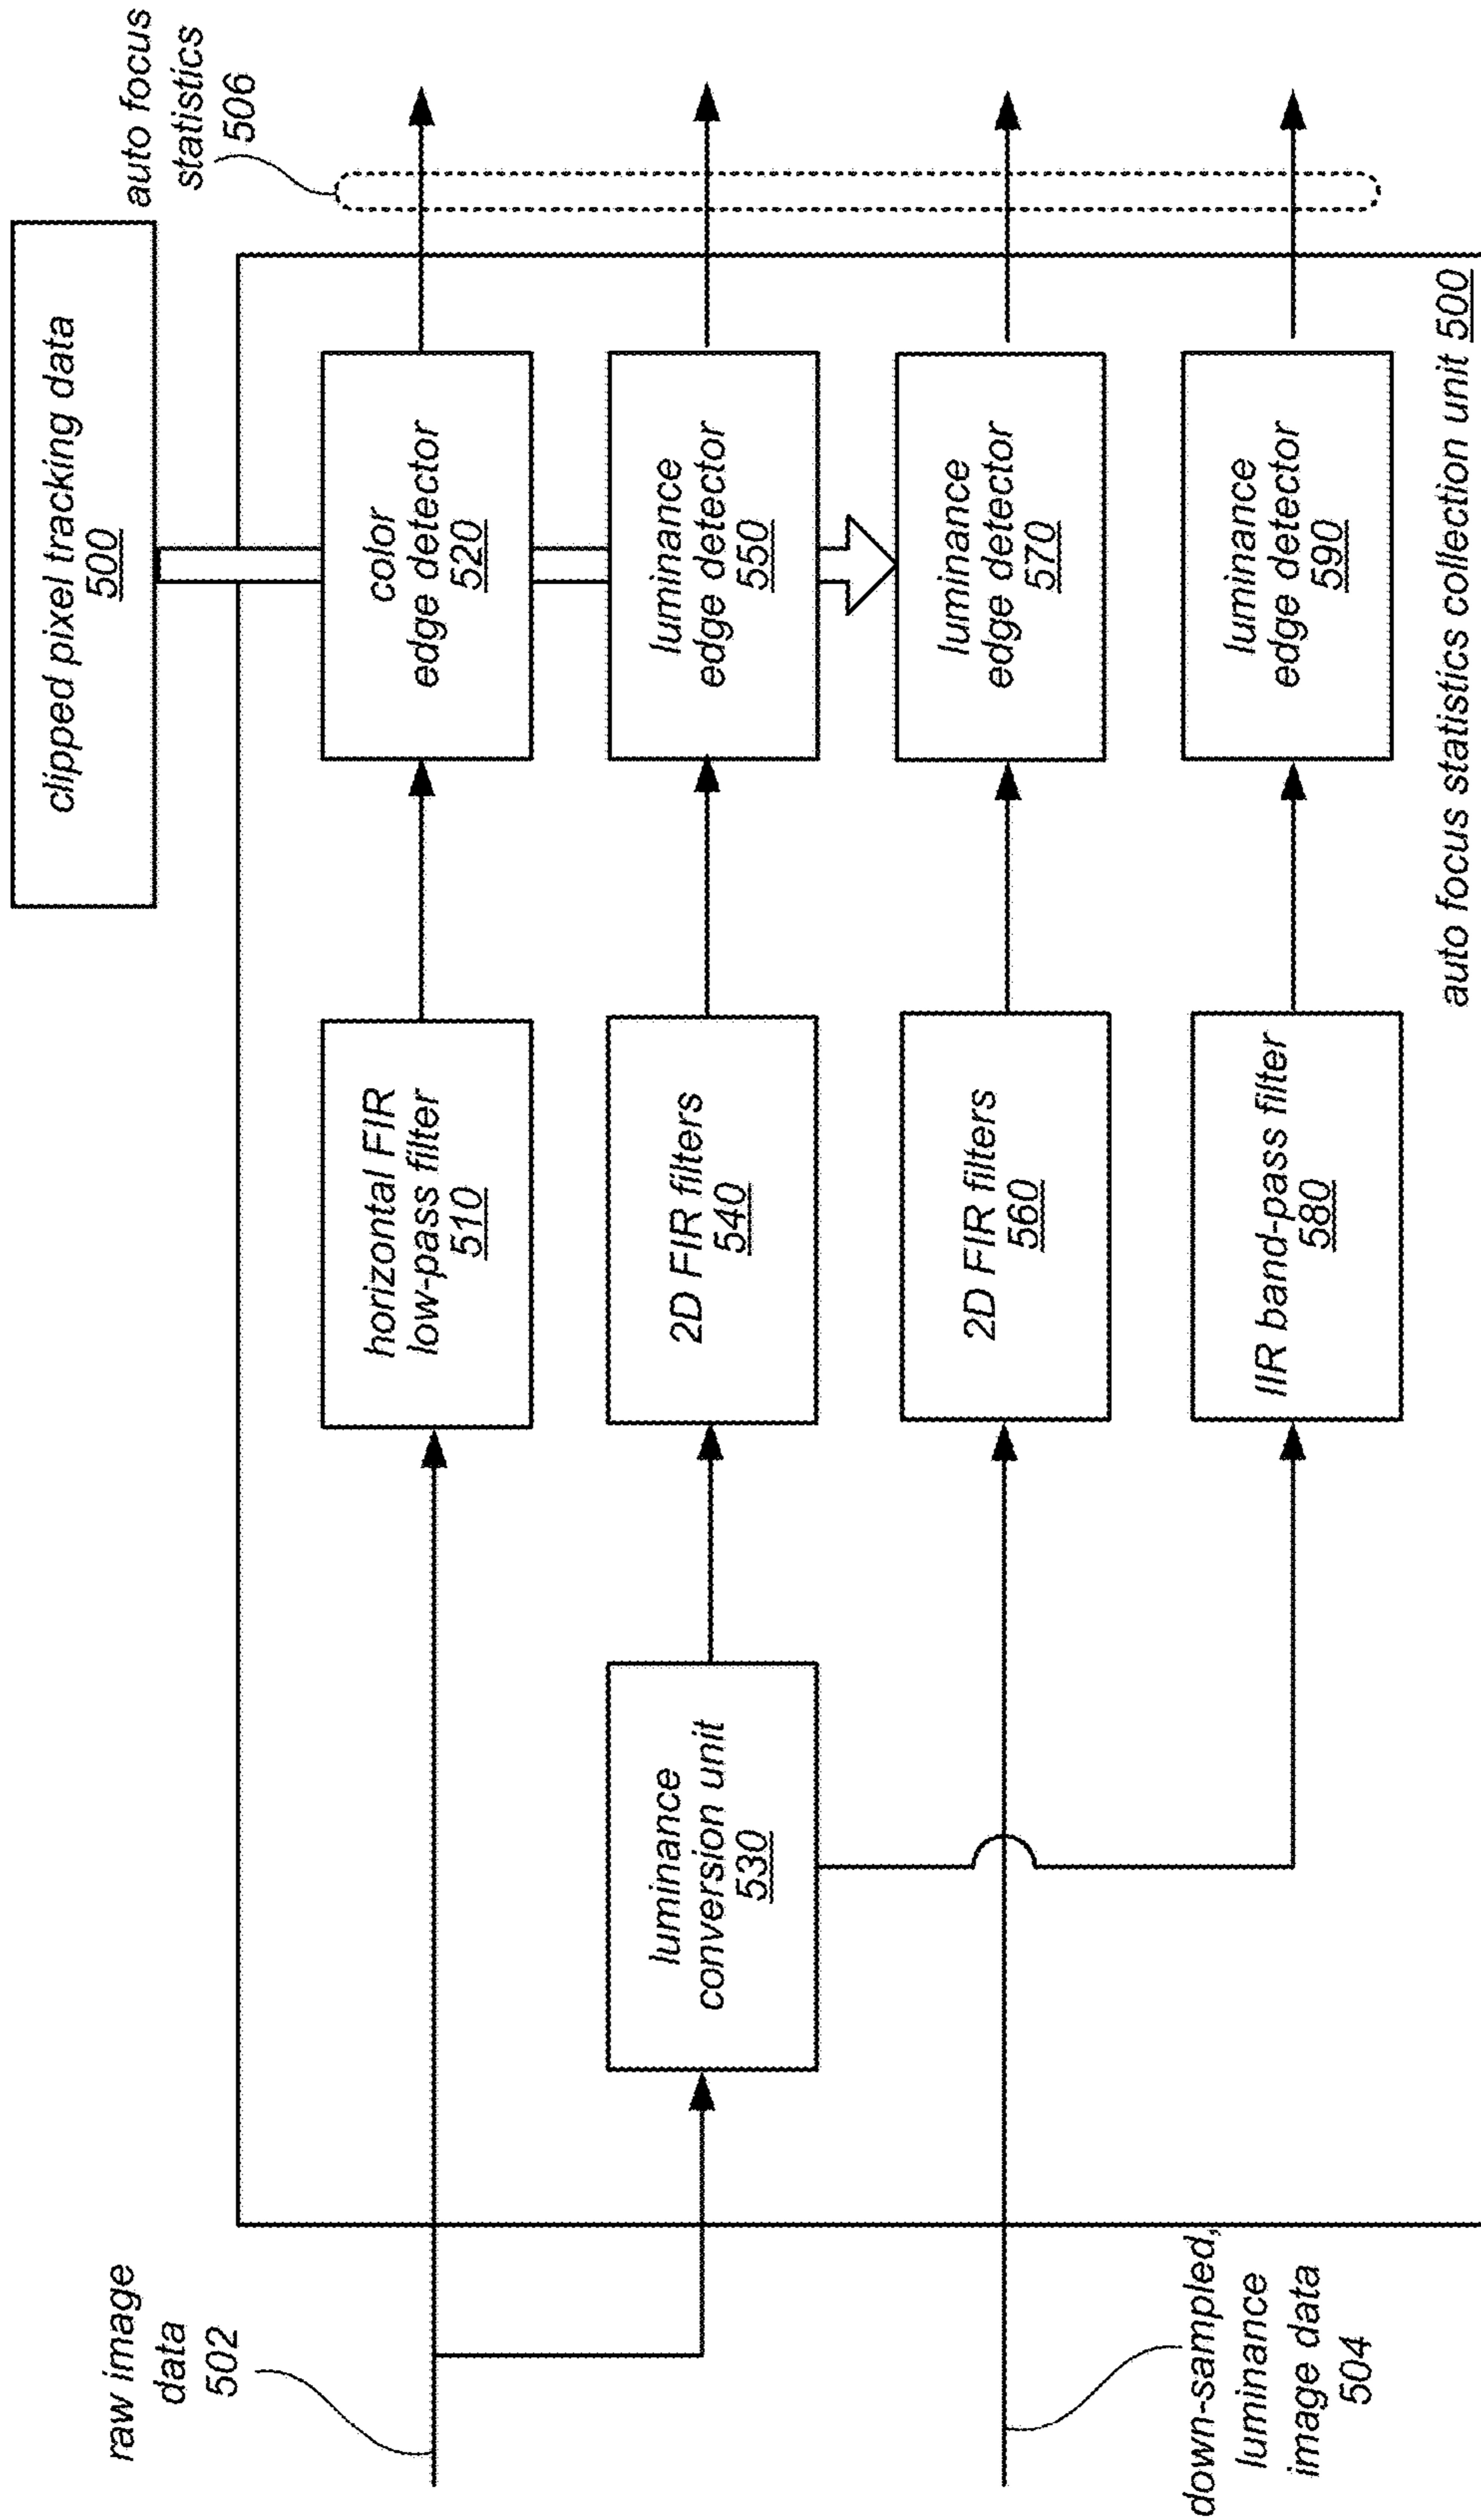 clipped pixel tracking data
500
auto focus
statistics
506
raw image
data
502
horizontal FIR
low-pass filter
510
color
edge detector
520
luminance
conversion unit
530
2D FIR filters
540
luminance
edge detector
550
down-sampled,
luminance
image data
504
2D FIR filters
560
luminance
edge detector
570
IIR band-pass filter
580
luminance
edge detector
590
auto focus statistics collection unit 500